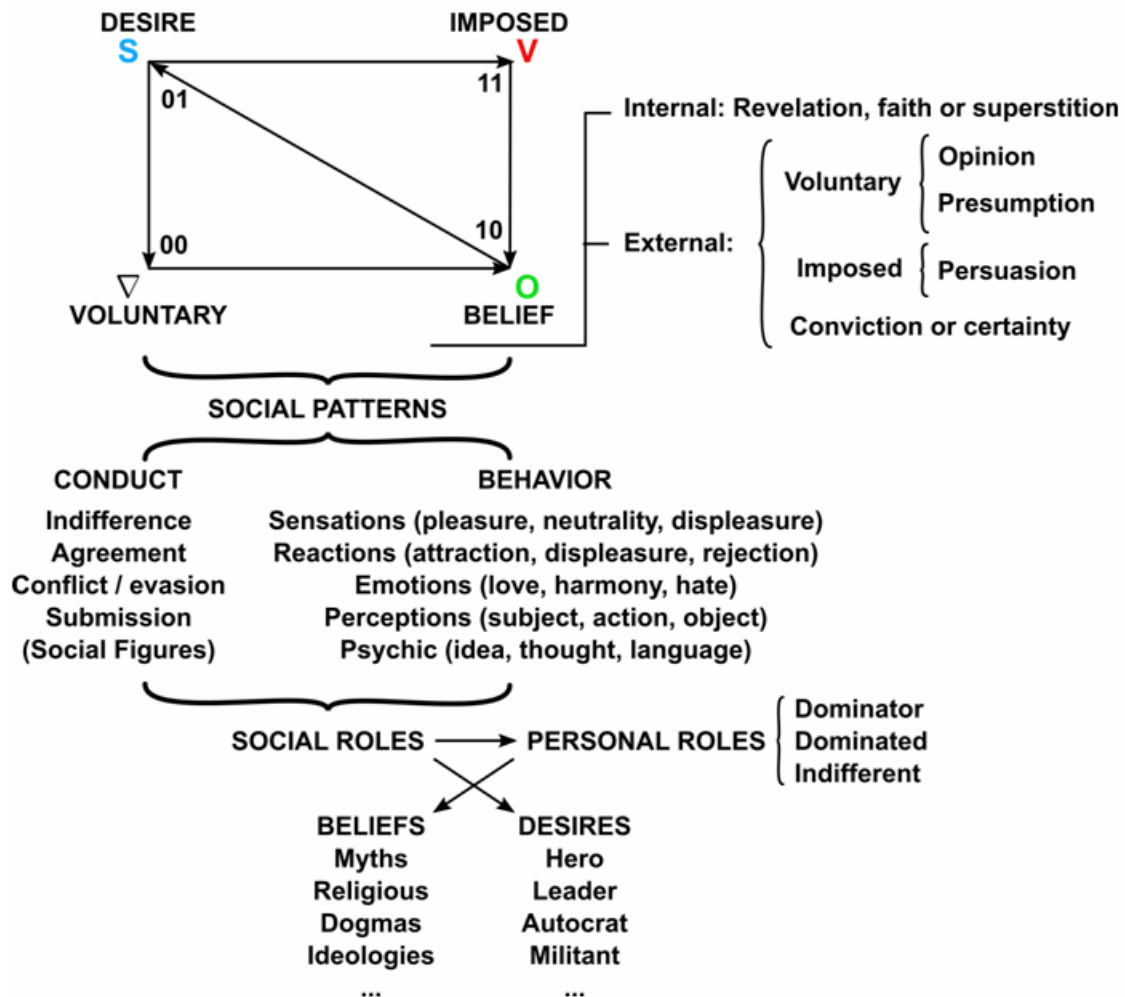 DESIRE IMPOSED
S V
01 11
00 10
▽ O
VOLUNTARY BELIEF
Internal: Revelation, faith or superstition
External:
Voluntary
Opinion
Presumption
Imposed
Persuasion
Conviction or certainty
SOCIAL PATTERNS
CONDUCT
Indifference
Agreement
Conflict / evasion
Submission
(Social Figures)
BEHAVIOR
Sensations (pleasure, neutrality, displeasure)
Reactions (attraction, displeasure, rejection)
Emotions (love, harmony, hate)
Perceptions (subject, action, object)
Psychic (idea, thought, language)
SOCIAL ROLES PERSONAL ROLES
Dominator
Dominated
Indifferent
BELIEFS
Myths
Religious
Dogmas
Ideologies
...
DESIRES
Hero
Leader
Autocrat
Militant
...